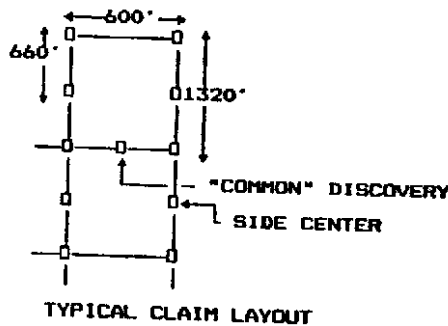 600'
660'
1320'
"COMMON" DISCOVERY
SIDE CENTER
TYPICAL CLAIM LAYOUT